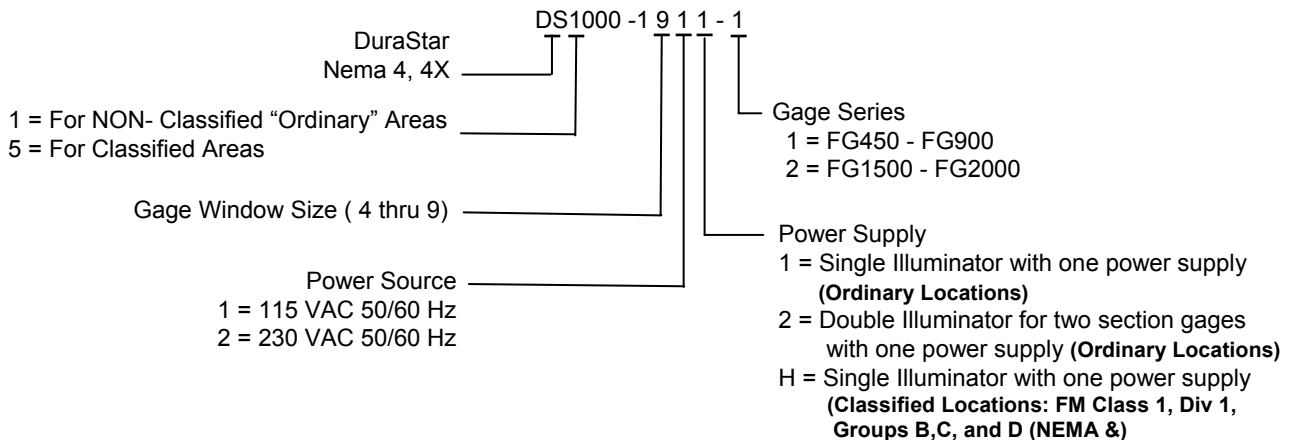 DS1000 -1 9 1 1 - 1
DuraStar
Nema 4, 4X
1 = For NON- Classified “Ordinary” Areas
5 = For Classified Areas
Gage Window Size ( 4 thru 9)
Power Source
1 = 115 VAC 50/60 Hz
2 = 230 VAC 50/60 Hz
Gage Series
1 = FG450 - FG900
2 = FG1500 - FG2000
Power Supply
1 = Single Illuminator with one power supply
(Ordinary Locations)
2 = Double Illuminator for two section gages
with one power supply (Ordinary Locations)
H = Single Illuminator with one power supply
(Classified Locations: FM Class 1, Div 1,
Groups B,C, and D (NEMA &)